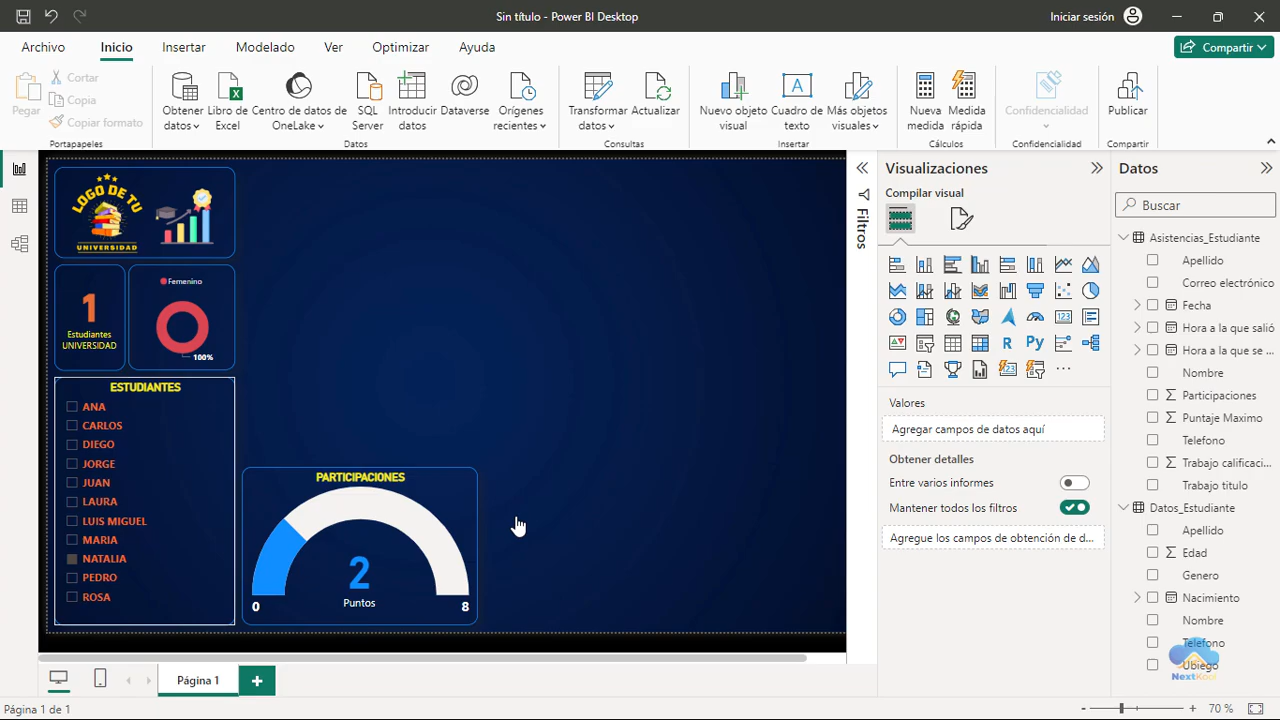 Sin título - Power BI Desktop
Iniciar sesión
Archivo Inicio Insertar Modelado Ver Optimizar Ayuda
Compartir
Pegar
Cortar
Copia
Copiar formato
Portapapeles
Obtener datos
Libro de Excel
Centro de datos de OneLake
SQL Server
Introducir datos
Dataverse
Orígenes recientes
Datos
Transformar datos
Actualizar
Consultas
Nuevo objeto visual
Cuadro de texto
Más objetos visuales
Insertar
Nueva medida
Medida rápida
Cálculos
Confidencialidad
Confidencialidad
Publicar
Compartir
LOGO DE TU
UNIVERSIDAD
1
Estudiantes
UNIVERSIDAD
Femenino
100%
ESTUDIANTES
ANA
CARLOS
DIEGO
JORGE
JUAN
LAURA
LUIS MIGUEL
MARIA
NATALIA
PEDRO
ROSA
PARTICIPACIONES
2
Puntos
0
8
Filtros
Visualizaciones
Compilar visual
Valores
Agregar campos de datos aquí
Obtener detalles
Entre varios informes
Mantener todos los filtros
Agregue los campos de obtención de d...
Datos
Buscar
Asistencias_Estudiante
Apellido
Correo electrónico
Fecha
Hora a la que salió
Hora a la que se ...
Nombre
Participaciones
Puntaje Maximo
Telefono
Trabajo calificaci...
Trabajo titulo
Datos_Estudiante
Apellido
Edad
Genero
Nacimiento
Nombre
Telefono
NextKool
Página 1
Página 1 de 1
70 %